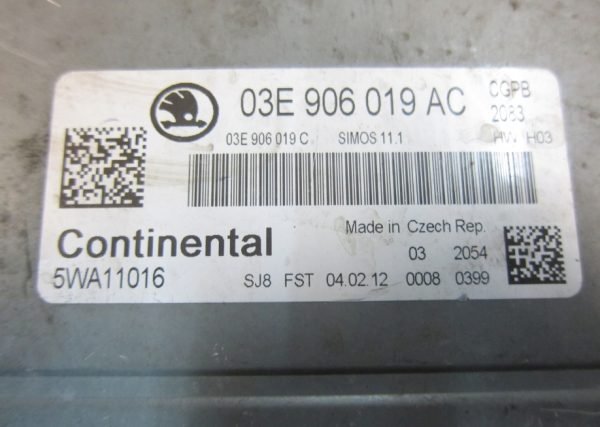 03E 906 019 AC CGPB
2083
03E 906 019 C SIMOS 11.1 HW H03
Continental Made in Czech Rep.
03 2054
5WA11016 SJ8 FST 04.02.12 0008 0399